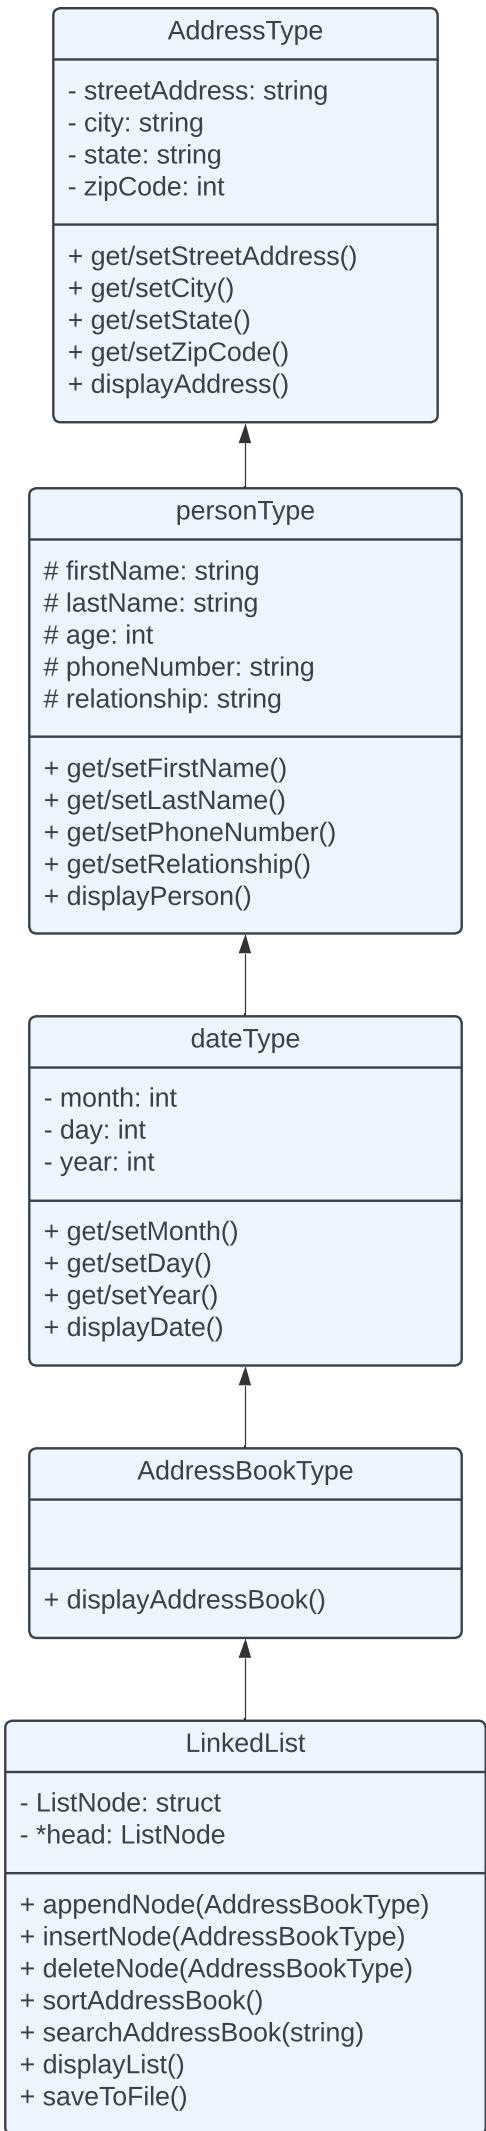 AddressType
- streetAddress: string
- city: string
- state: string
- zipCode: int
+ get/setStreetAddress()
+ get/setCity()
+ get/setState()
+ get/setZipCode()
+ displayAddress()
personType
# firstName: string
# lastName: string
# age: int
# phoneNumber: string
# relationship: string
+ get/setFirstName()
+ get/setLastName()
+ get/setPhoneNumber()
+ get/setRelationship()
+ displayPerson()
dateType
- month: int
- day: int
- year: int
+ get/setMonth()
+ get/setDay()
+ get/setYear()
+ displayDate()
AddressBookType
+ displayAddressBook()
LinkedList
- ListNode: struct
- *head: ListNode
+ appendNode(AddressBookType)
+ insertNode(AddressBookType)
+ deleteNode(AddressBookType)
+ sortAddressBook()
+ searchAddressBook(string)
+ displayList()
+ saveToFile()